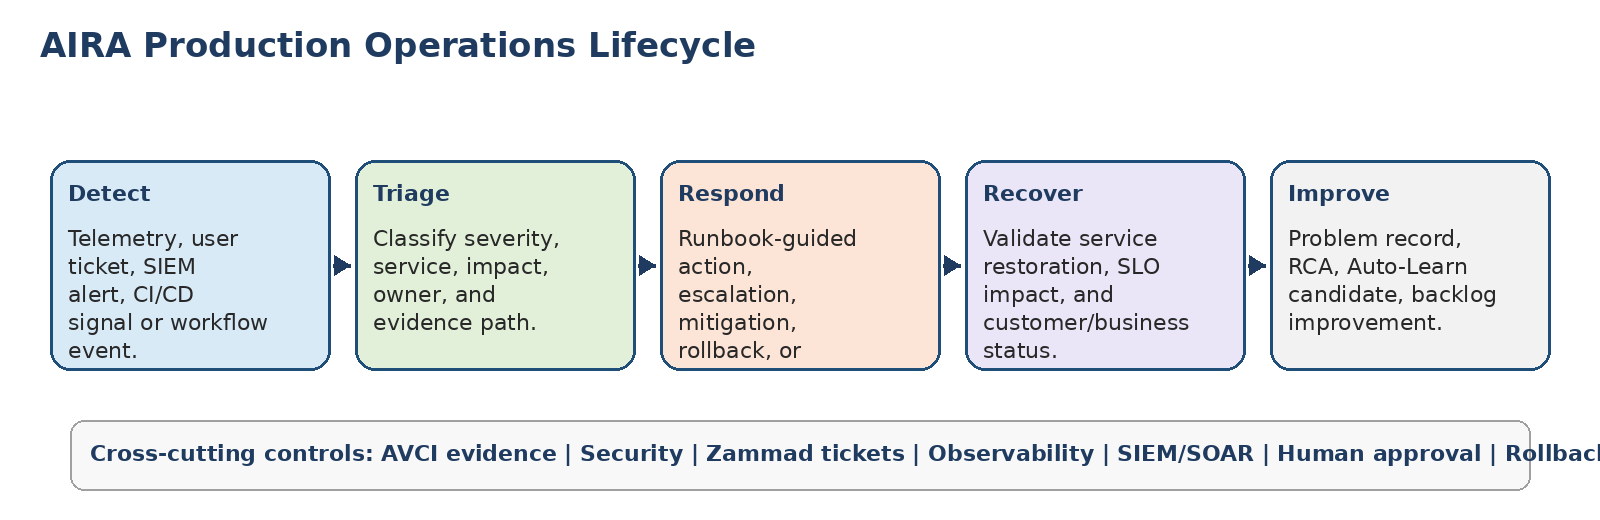 AIRA Production Operations Lifecycle
Detect
Telemetry, user
ticket, SIEM
alert, CI/CD
signal or workflow
event.
Triage
Classify severity,
service, impact,
owner, and
evidence path.
Respond
Runbook-guided
action,
escalation,
mitigation,
rollback, or
Recover
Validate service
restoration, SLO
impact, and
customer/business
status.
Improve
Problem record,
RCA, Auto-Learn
candidate, backlog
improvement.
Cross-cutting controls: AVCI evidence | Security | Zammad tickets | Observability | SIEM/SOAR | Human approval | Rollback